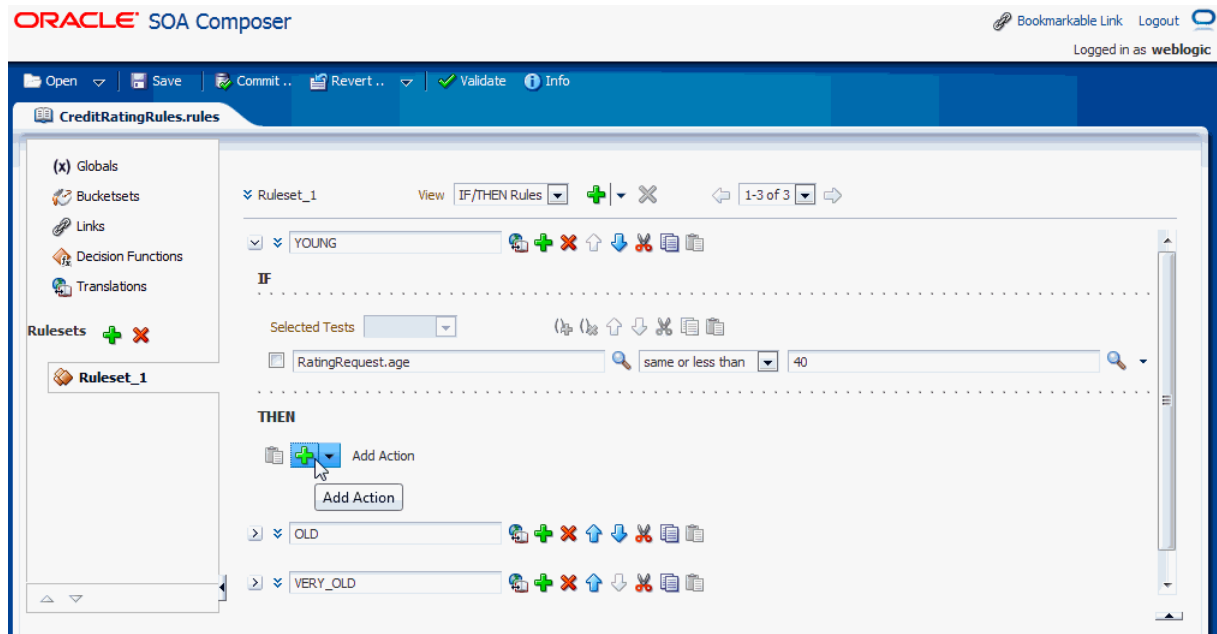 ORACLE SOA Composer
Bookmarkable Link Logout
Logged in as weblogic
Open Save Commit .. Revert .. Validate Info
CreditRatingRules.rules
(x) Globals
Bucketsets
Links
Decision Functions
Translations
Rulesets
Ruleset_1
Ruleset_1 View IF/THEN Rules 1-3 of 3
YOUNG
IF
Selected Tests
RatingRequest.age same or less than 40
THEN
Add Action
Add Action
OLD
VERY_OLD